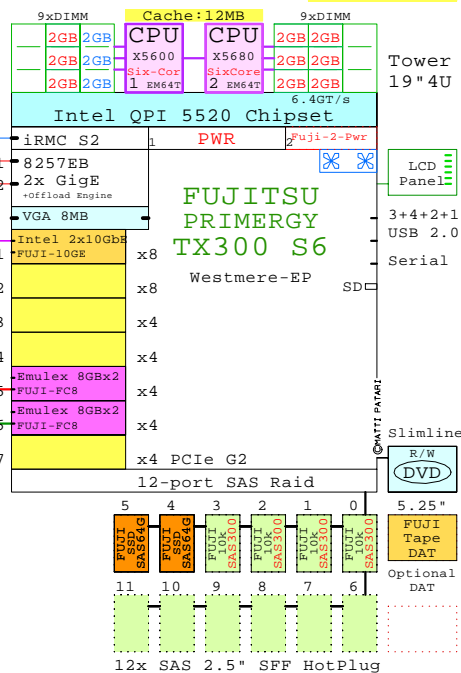 9xDIMM Cache:12MB 9xDIMM
2GB 2GB CPU CPU 2GB 2GB
X5600 X5680
2GB 2GB Six-Cor SixCore 2GB 2GB
2GB 2GB 1 EM64T 2 EM64T 2GB 2GB
Tower
19"4U
6.4GT/s
Intel QPI 5520 Chipset
iRMC S2 1 PWR 2 Fuji-2-Pwr
8257EB
2x GigE
+Offload Engine
LCD
Panel
VGA 8MB
FUJITSU
PRIMERGY
TX300 S6
Westmere-EP
3+4+2+1
USB 2.0
Serial
SD
Intel 2x10GbE
FUJI-10GE x8
2 x8
3 x4
4 x4
Emulex 8GBx2
FUJI-FC8 x4
Emulex 8GBx2
FUJI-FC8 x4
7 x4 PCIe G2
©MATTI PATARI
Slimline
R/W
DVD
12-port SAS Raid
5 4 3 2 1 0
5.25"
FUJI SSD SAS64G
FUJI SSD SAS64G
FUJI 10k SAS300
FUJI 10k SAS300
FUJI 10k SAS300
FUJI 10k SAS300
FUJI
Tape
DAT
Optional
DAT
11 10 9 8 7 6
12x SAS 2.5" SFF HotPlug